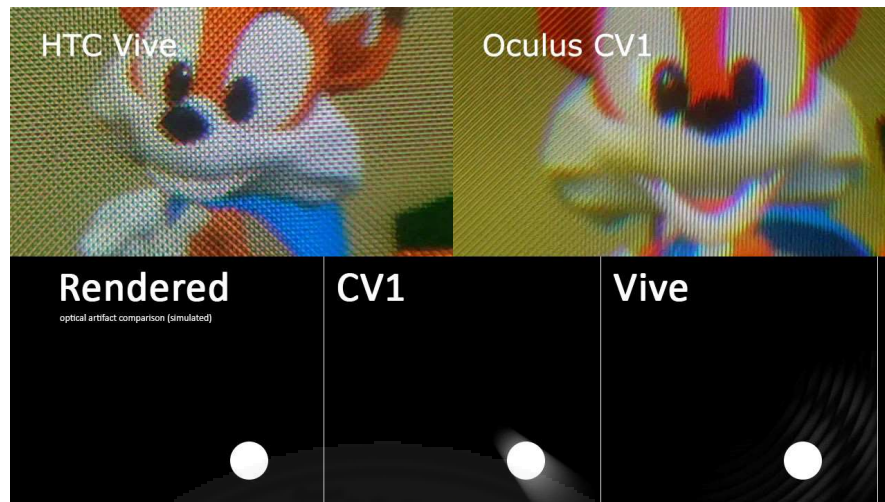 HTC Vive
Oculus CV1
Rendered
optical artifact comparison (simulated)
CV1
Vive